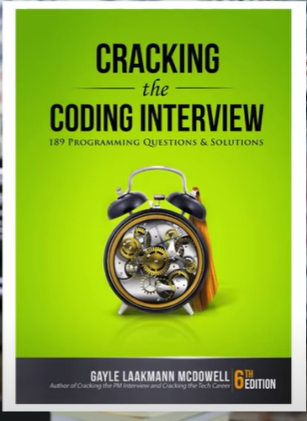 CRACKING
the
CODING INTERVIEW
189 PROGRAMMING QUESTIONS & SOLUTIONS
GAYLE LAAKMANN MCDOWELL
Author of Cracking the PM Interview and Cracking the Tech Career
6TH EDITION